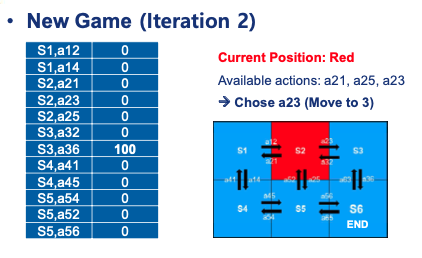 • New Game (Iteration 2)
S1,a12 0
S1,a14 0
S2,a21 0
S2,a23 0
S2,a25 0
S3,a32 0
S3,a36 100
S4,a41 0
S4,a45 0
S5,a54 0
S5,a52 0
S5,a56 0
Current Position: Red
Available actions: a21, a25, a23
→ Chose a23 (Move to 3)
a12 a23
S1 S2 S3
a21 a32
a41 a14 a52 a25 a63 a36
a45 a56
S4 S5 S6
a54 a65
END